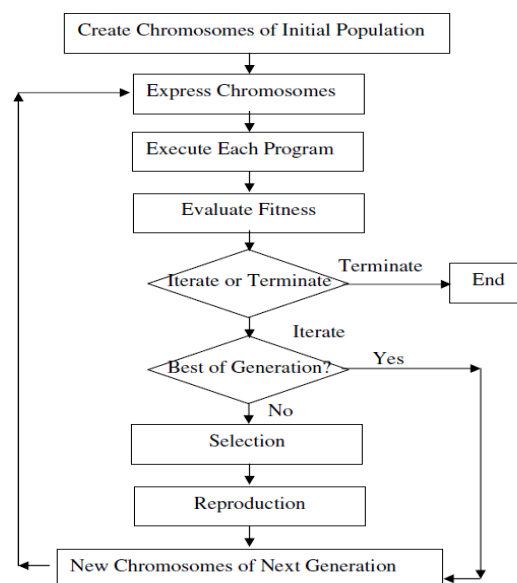 Create Chromosomes of Initial Population
Express Chromosomes
Execute Each Program
Evaluate Fitness
Iterate or Terminate
Terminate
End
Iterate
Best of Generation?
Yes
No
Selection
Reproduction
New Chromosomes of Next Generation